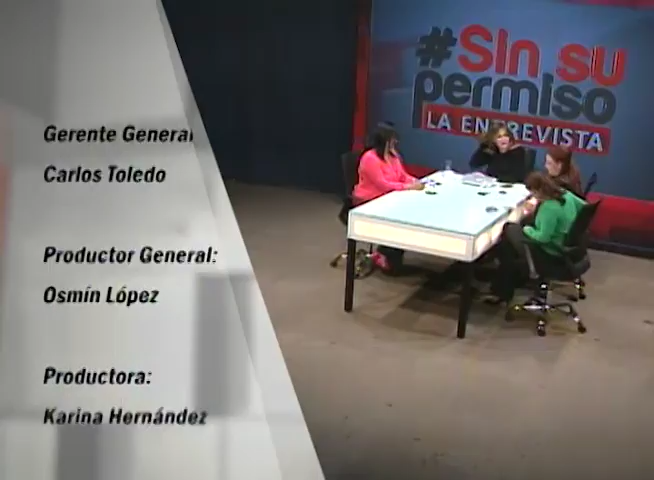 Gerente General
Carlos Toledo
Productor General:
Osmín López
Productora:
Karina Hernández
#Sin su
permiso
LA ENTREVISTA